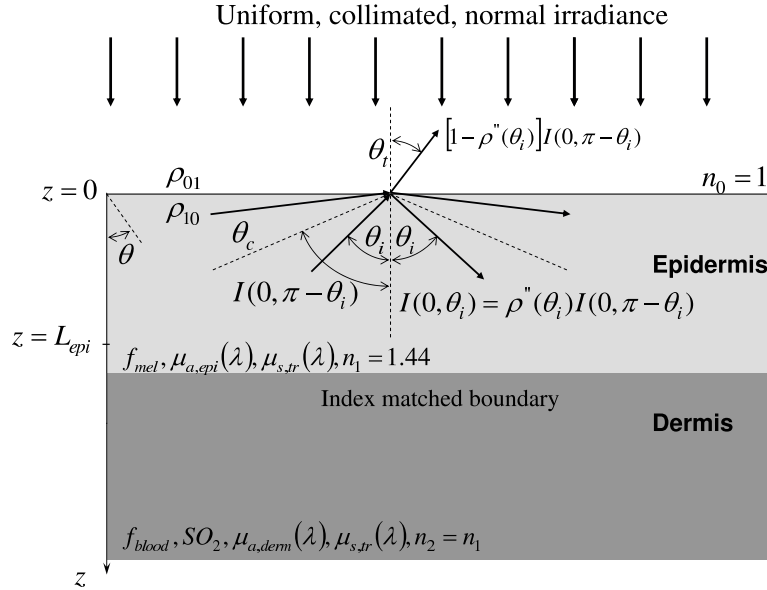 Uniform, collimated, normal irradiance
θt
[1−ρ"(θi)]I(0,π−θi)
z=0
ρ01
n0=1
ρ10
θ
θc
θi θi
I(0,π−θi)
I(0,θi)=ρ"(θi)I(0,π−θi)
Epidermis
z=Lepi
fmel,μa,epi(λ),μs,tr(λ),n1=1.44
Index matched boundary
Dermis
fblood,SO2,μa,derm(λ),μs,tr(λ),n2=n1
z